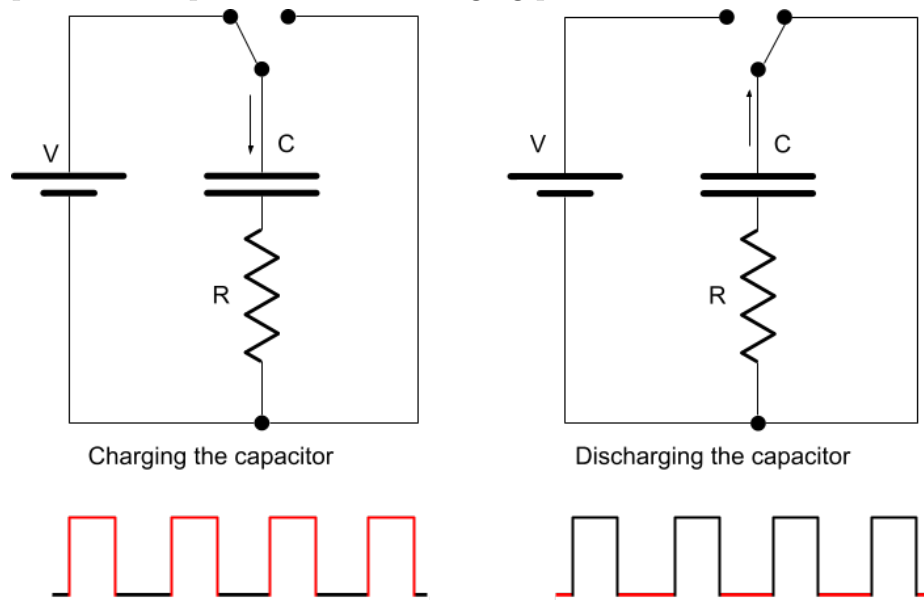 V
C
R
Charging the capacitor
V
C
R
Discharging the capacitor